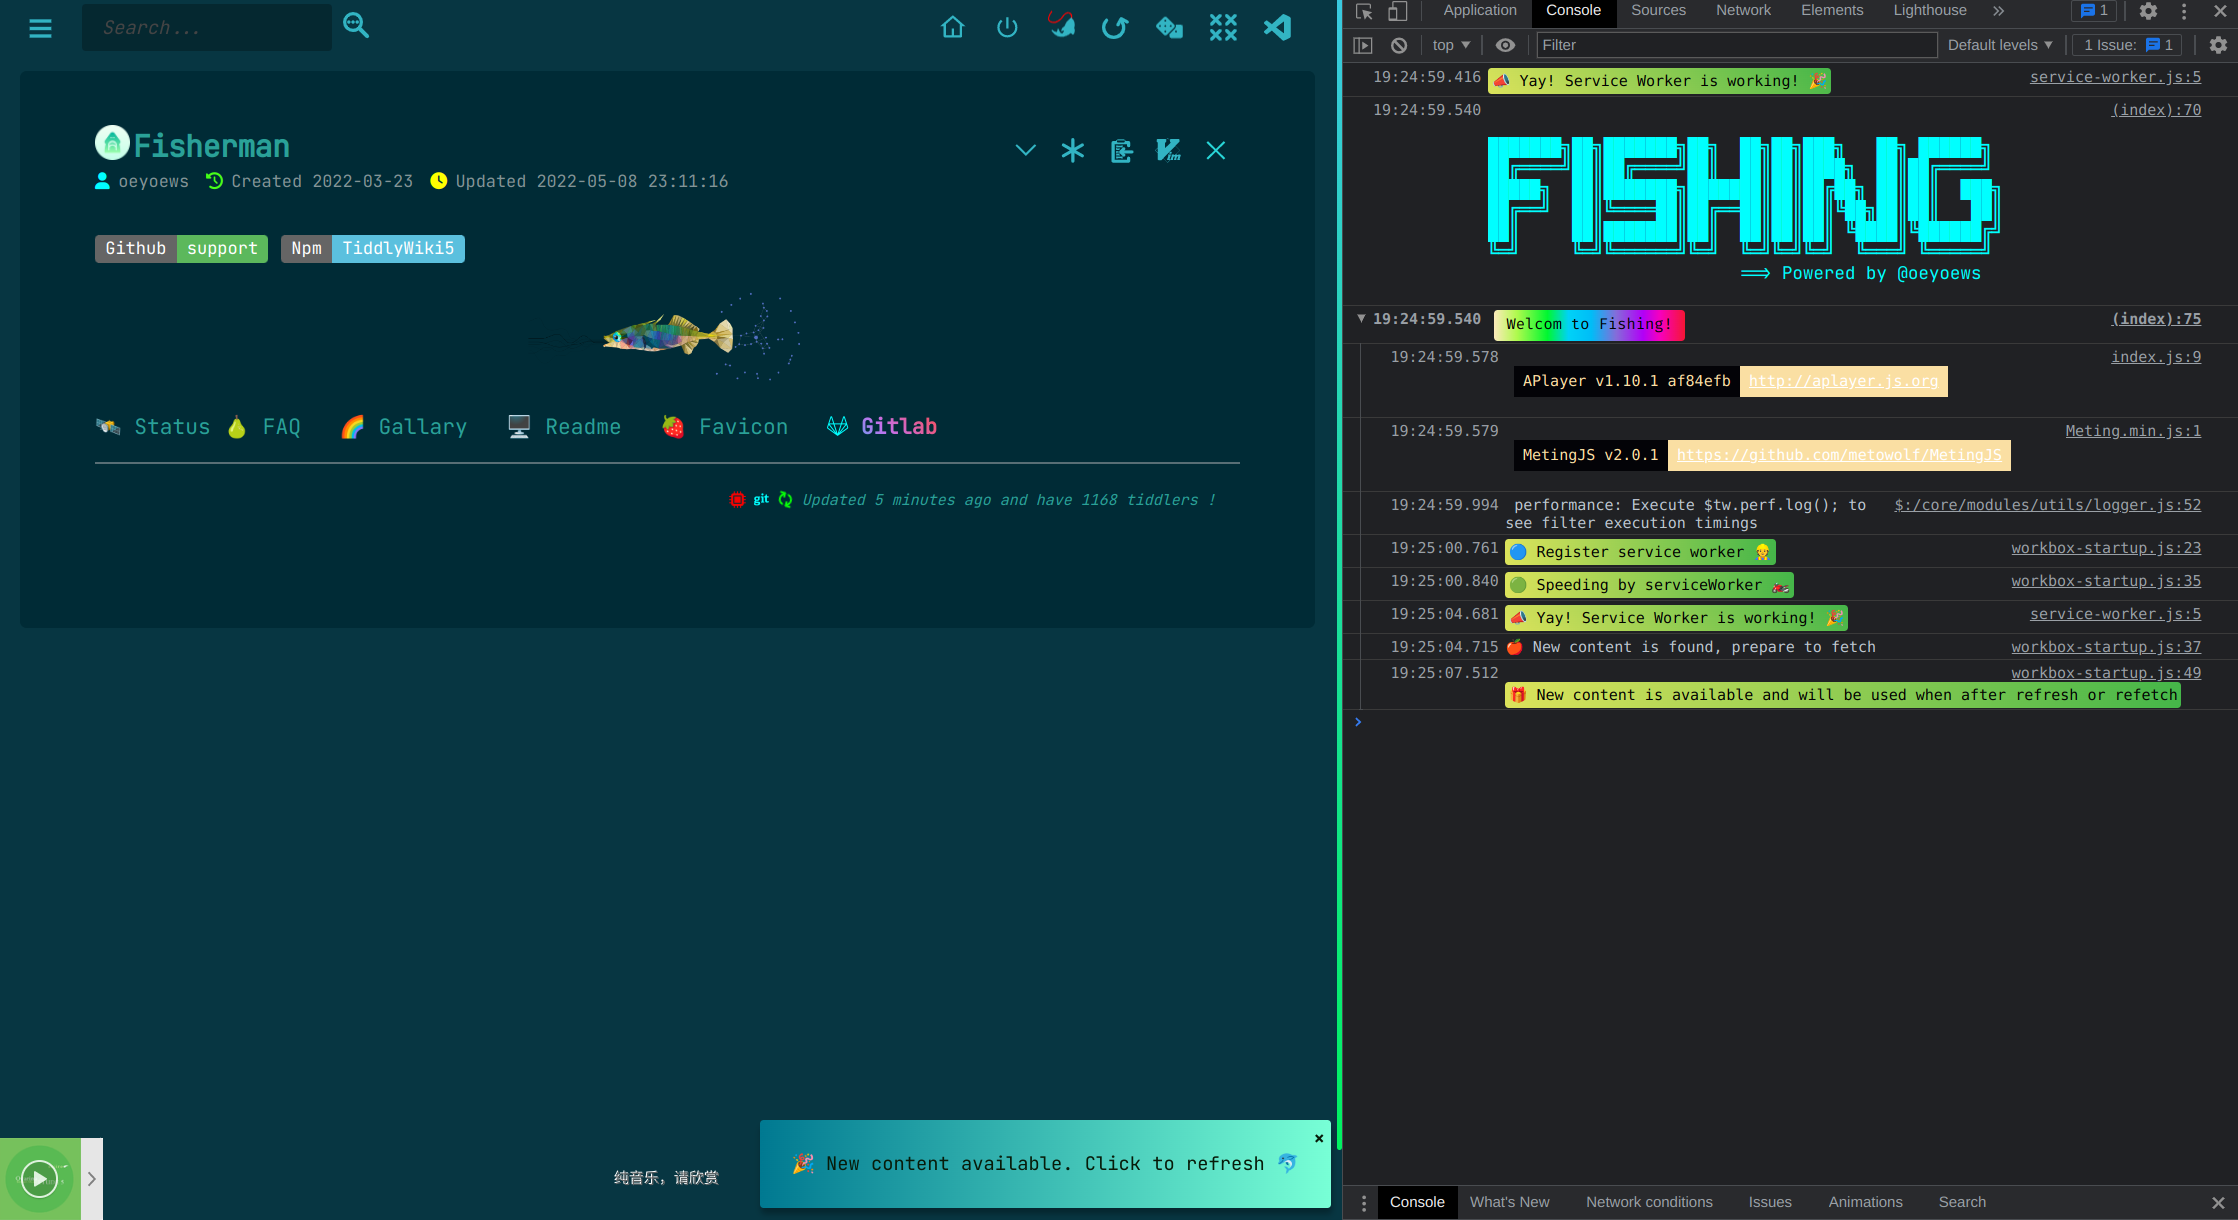 Search...
Fisherman
oeyoews Created 2022-03-23 Updated 2022-05-08 23:11:16
Github support Npm TiddlyWiki5
Status FAQ Gallary Readme Favicon Gitlab
git Updated 5 minutes ago and have 1168 tiddlers !
纯音乐，请欣赏
🎉 New content available. Click to refresh 🐬
×
Application Console Sources Network Elements Lighthouse » 1
top ▼ Filter Default levels ▼ 1 Issue: 1
19:24:59.416 📣 Yay! Service Worker is working! 🎉 service-worker.js:5
19:24:59.540 (index):70
FISHING
==> Powered by @oeyoews
▼ 19:24:59.540 Welcom to Fishing! (index):75
19:24:59.578 index.js:9
APlayer v1.10.1 af84efb http://aplayer.js.org
19:24:59.579 Meting.min.js:1
MetingJS v2.0.1 https://github.com/metowolf/MetingJS
19:24:59.994 performance: Execute $tw.perf.log(); to $:/core/modules/utils/logger.js:52
see filter execution timings
19:25:00.761 🔵 Register service worker 👷 workbox-startup.js:23
19:25:00.840 🟢 Speeding by serviceWorker 🏍️ workbox-startup.js:35
19:25:04.681 📣 Yay! Service Worker is working! 🎉 service-worker.js:5
19:25:04.715 🍎 New content is found, prepare to fetch workbox-startup.js:37
19:25:07.512 workbox-startup.js:49
🎁 New content is available and will be used when after refresh or refetch
Console What's New Network conditions Issues Animations Search